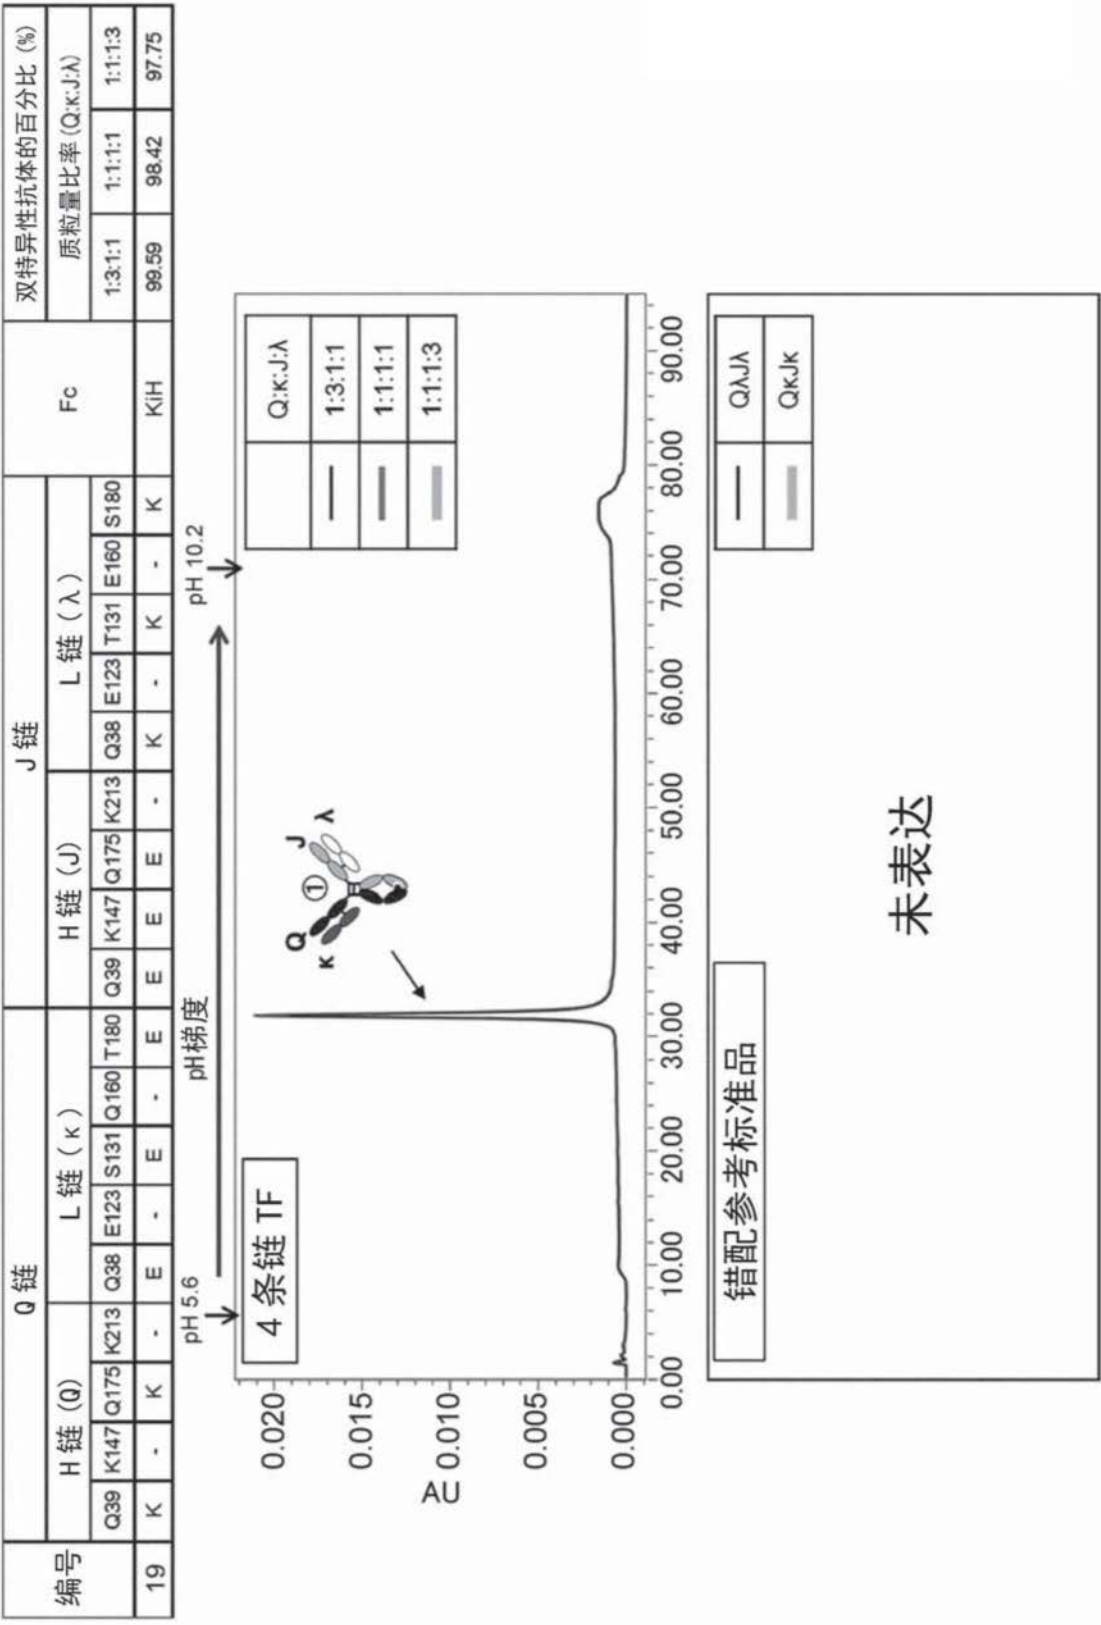 编号 Q 链 J 链 Fc 双特异性抗体的百分比 (%)
H 链 (Q) L 链 (κ) H 链 (J) L 链 (λ) 质粒量比率 (Q:κ:J:λ)
Q39 K147 Q175 K213 Q38 E123 S131 Q160 T180 Q39 K147 Q175 K213 Q38 E123 T131 E160 S180 1:3:1:1 1:1:1:1 1:1:1:3
19 K - K - E - E - E E E E - K - K - K KiH 99.59 98.42 97.75
pH 5.6 pH梯度 pH 10.2
4 条链 TF
Q:κ:J:λ
1:3:1:1
1:1:1:1
1:1:1:3
Q
κ
①
J
λ
0.020
0.015
0.010
0.005
0.000
AU
0.00 10.00 20.00 30.00 40.00 50.00 60.00 70.00 80.00 90.00
错配参考标准品
QλJλ
QκJκ
未表达